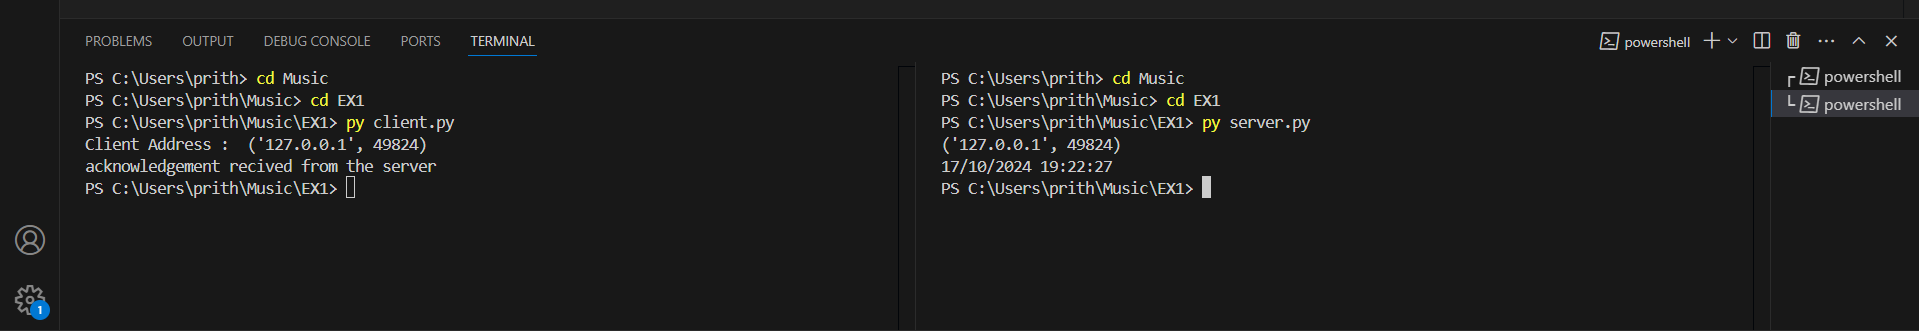 PROBLEMS OUTPUT DEBUG CONSOLE PORTS TERMINAL powershell
PS C:\Users\prith> cd Music
PS C:\Users\prith\Music> cd EX1
PS C:\Users\prith\Music\EX1> py client.py
Client Address :  ('127.0.0.1', 49824)
acknowledgement recived from the server
PS C:\Users\prith\Music\EX1>
PS C:\Users\prith> cd Music
PS C:\Users\prith\Music> cd EX1
PS C:\Users\prith\Music\EX1> py server.py
('127.0.0.1', 49824)
17/10/2024 19:22:27
PS C:\Users\prith\Music\EX1>
powershell
powershell
1